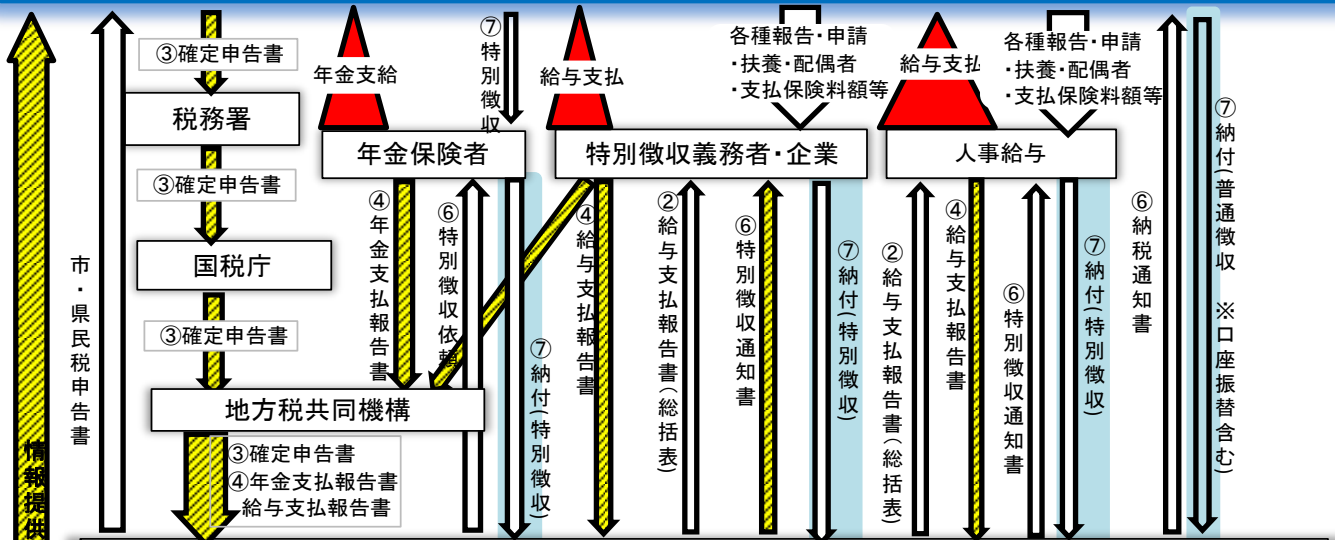 情報提供
市・県民税申告書
③確定申告書
税務署
③確定申告書
国税庁
③確定申告書
地方税共同機構
③確定申告書
④年金支払報告書
給与支払報告書
年金支給
⑦特別徴収
年金保険者
④年金支払報告書
⑥特別徴収依頼
⑦納付(特別徴収)
給与支払
各種報告・申請
・扶養・配偶者
・支払保険料額等
特別徴収義務者・企業
④給与支払報告書
②給与支払報告書(総括表)
⑥特別徴収通知書
⑦納付(特別徴収)
給与支払
各種報告・申請
・扶養・配偶者
・支払保険料額等
人事給与
②給与支払報告書(総括表)
④給与支払報告書
⑥特別徴収通知書
⑦納付(特別徴収)
⑥納税通知書
⑦納付(普通徴収 ※口座振替含む)